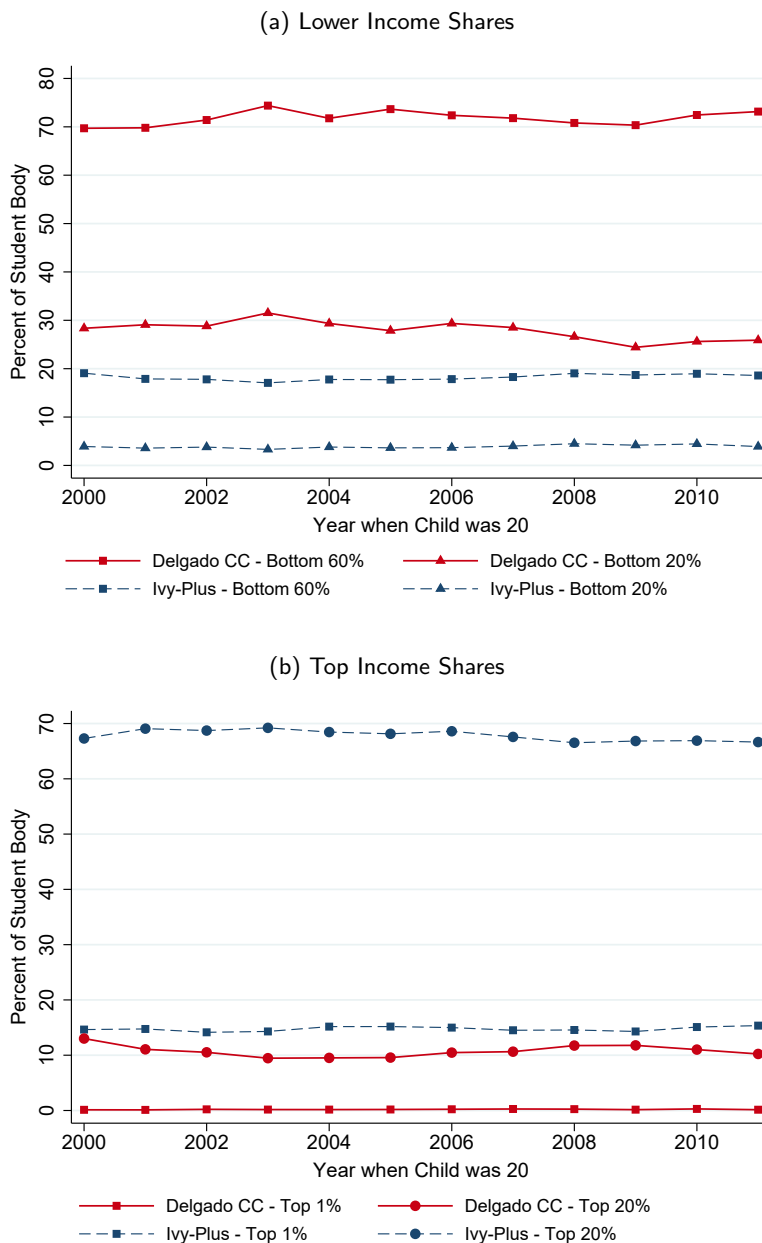 (a) Lower Income Shares
80
70
60
50
40
30
20
10
0
Percent of Student Body
2000 2002 2004 2006 2008 2010
Year when Child was 20
Delgado CC - Bottom 60% Delgado CC - Bottom 20%
Ivy-Plus - Bottom 60% Ivy-Plus - Bottom 20%
(b) Top Income Shares
70
60
50
40
30
20
10
0
Percent of Student Body
2000 2002 2004 2006 2008 2010
Year when Child was 20
Delgado CC - Top 1% Delgado CC - Top 20%
Ivy-Plus - Top 1% Ivy-Plus - Top 20%